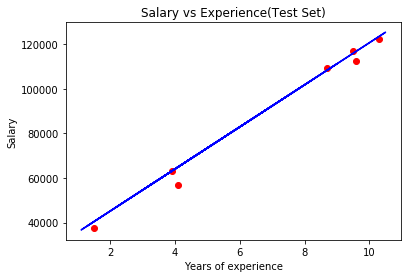 Salary vs Experience(Test Set)
120000
100000
80000
60000
40000
Salary
2 4 6 8 10
Years of experience